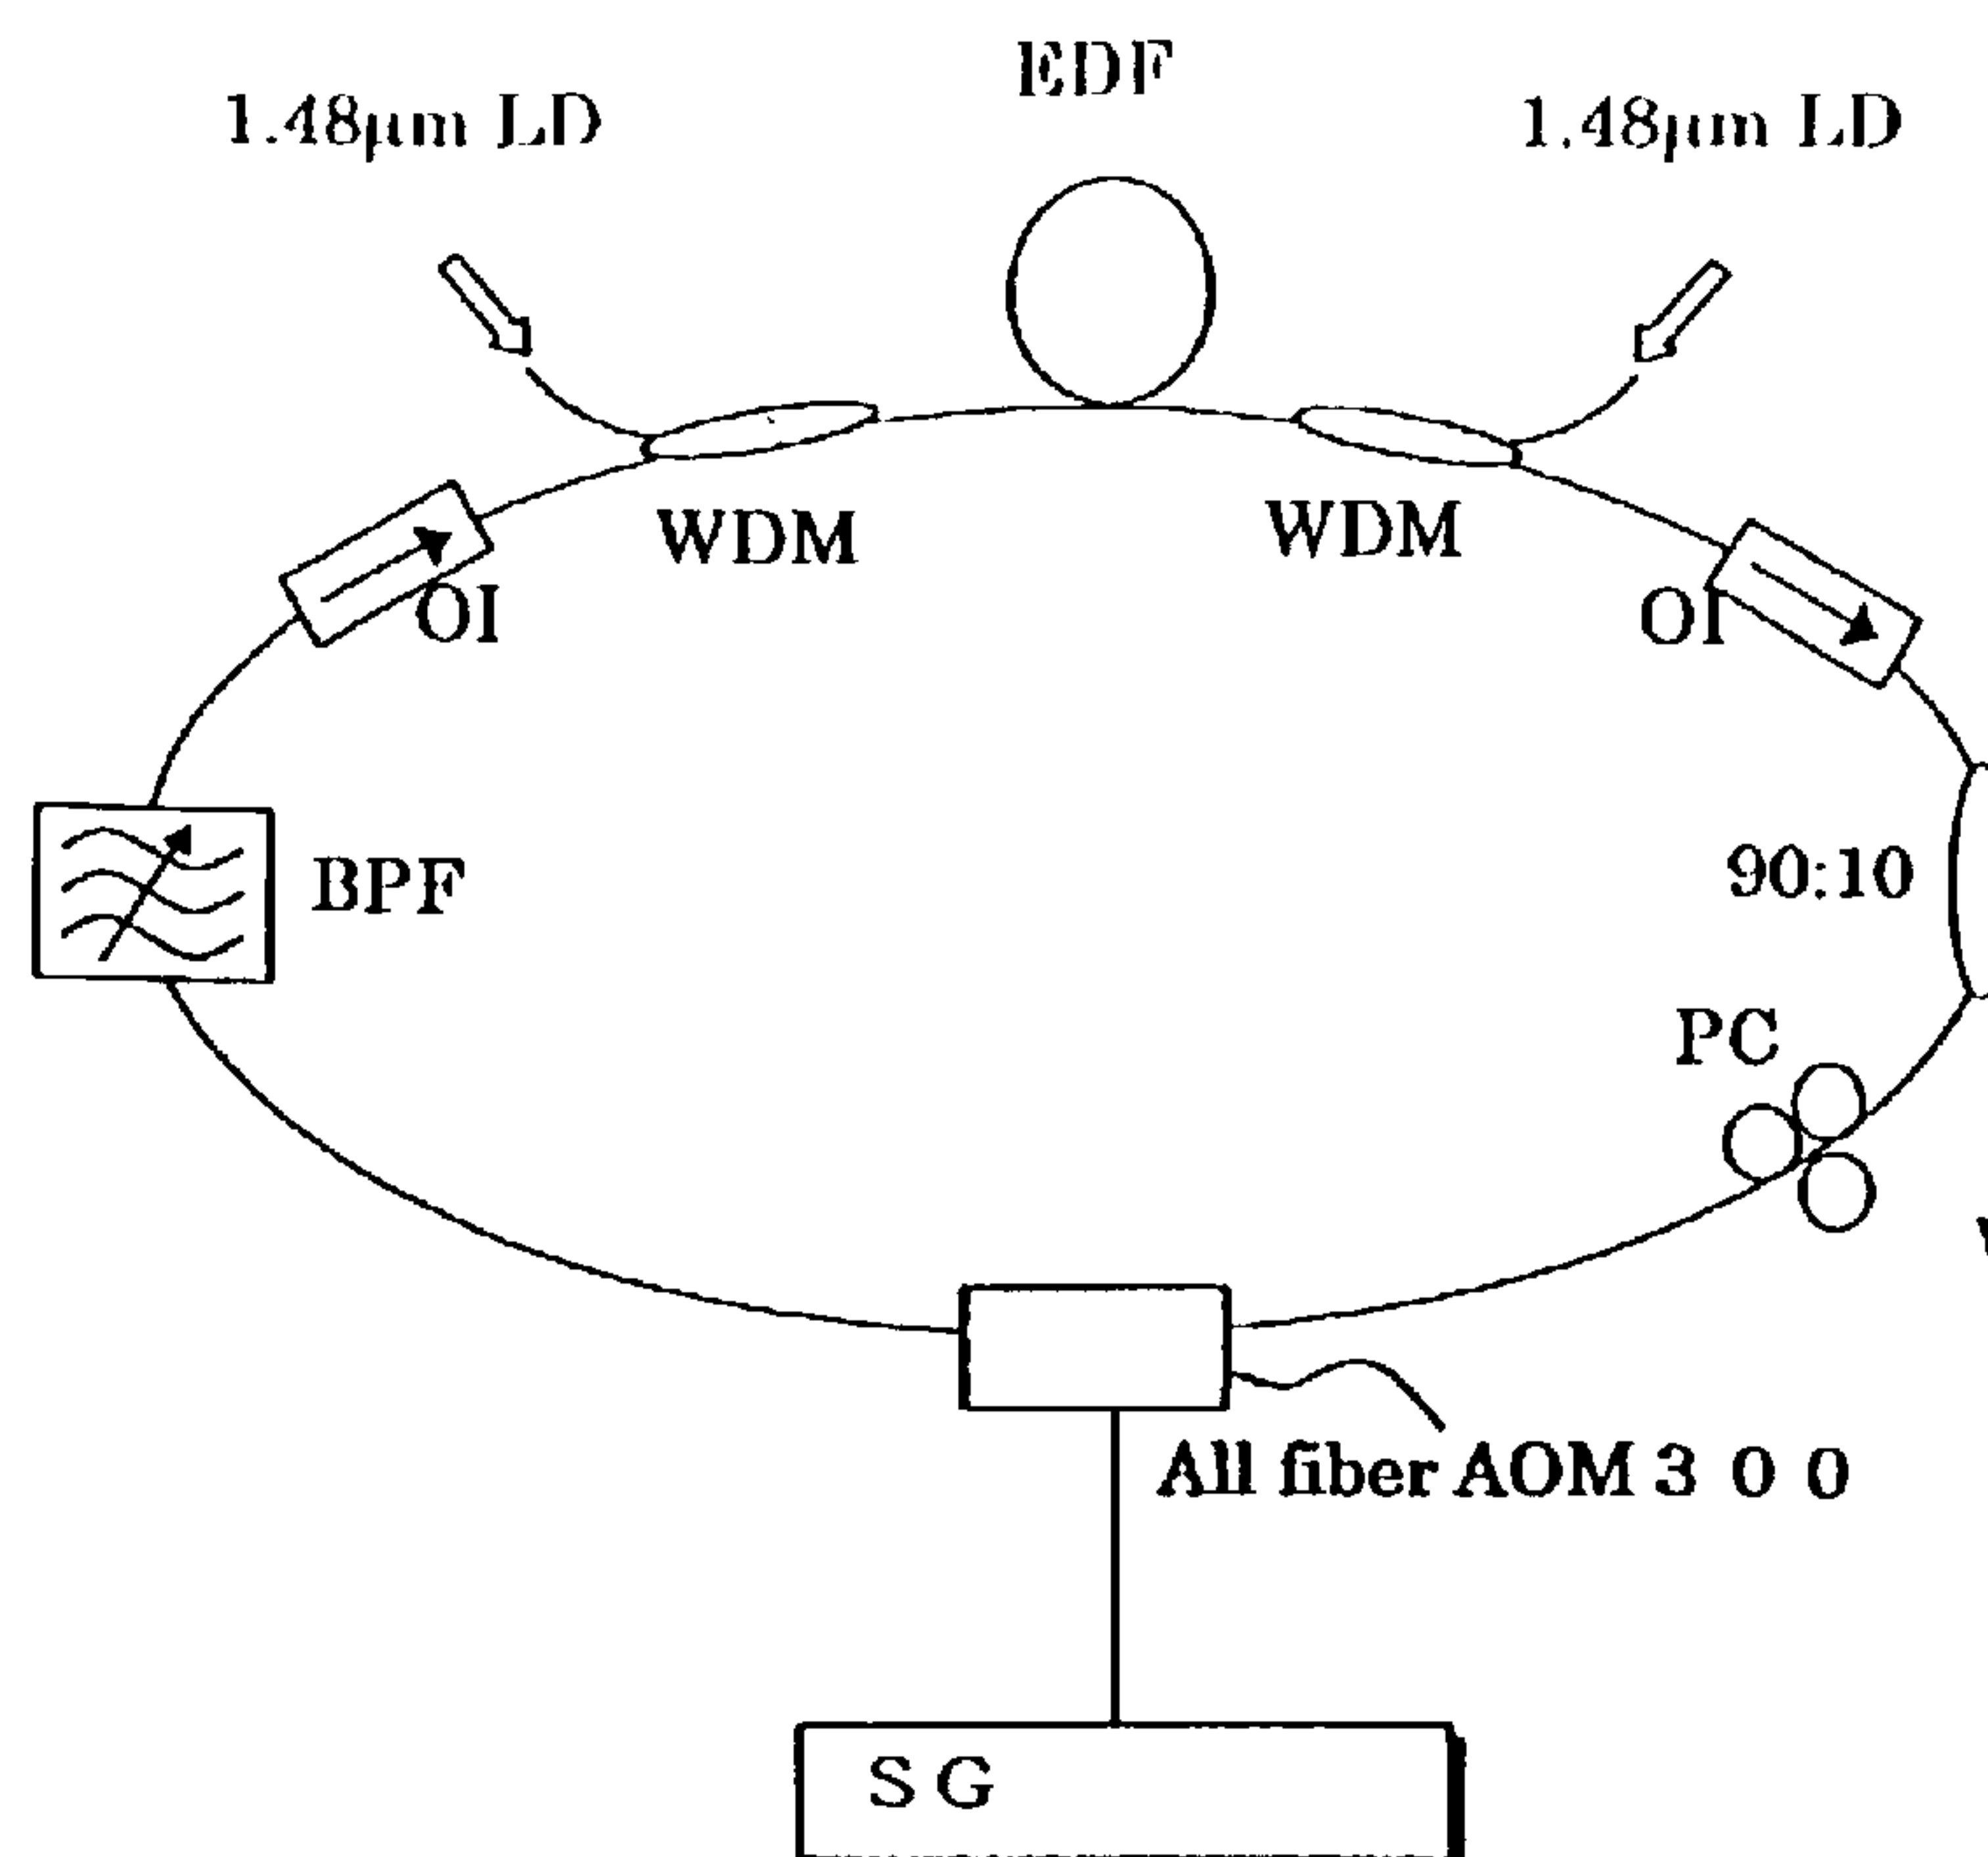 EDF
1.48μm LD
1.48μm LD
WDM
WDM
OI
OI
BPF
90:10
PC
All fiber AOM 3 0 0
S G